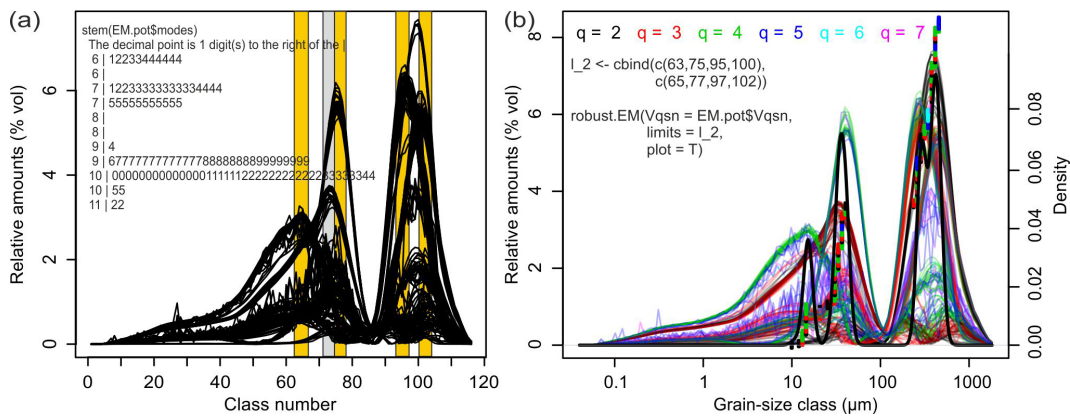 (a)
stem(EM.pot$modes)
The decimal point is 1 digit(s) to the right of the |
6 | 12233444444
6 |
7 | 122333333333334444
7 | 55555555555
8 |
8 |
9 | 4
9 | 6777777777777788888888899999999
10 | 00000000000000111111222222222222233333344
10 | 55
11 | 22
Relative amounts (% vol)
0
2
4
6
0
20
40
60
80
100
120
Class number
(b)
q = 2 q = 3 q = 4 q = 5 q = 6 q = 7
l_2 <- cbind(c(63,75,95,100),
c(65,77,97,102))
robust.EM(Vqsn = EM.pot$Vqsn,
limits = l_2,
plot = T)
Relative amounts (% vol)
0
2
4
6
8
0.1
1
10
100
1000
Grain-size class (µm)
0.00
0.02
0.04
0.06
0.08
Density